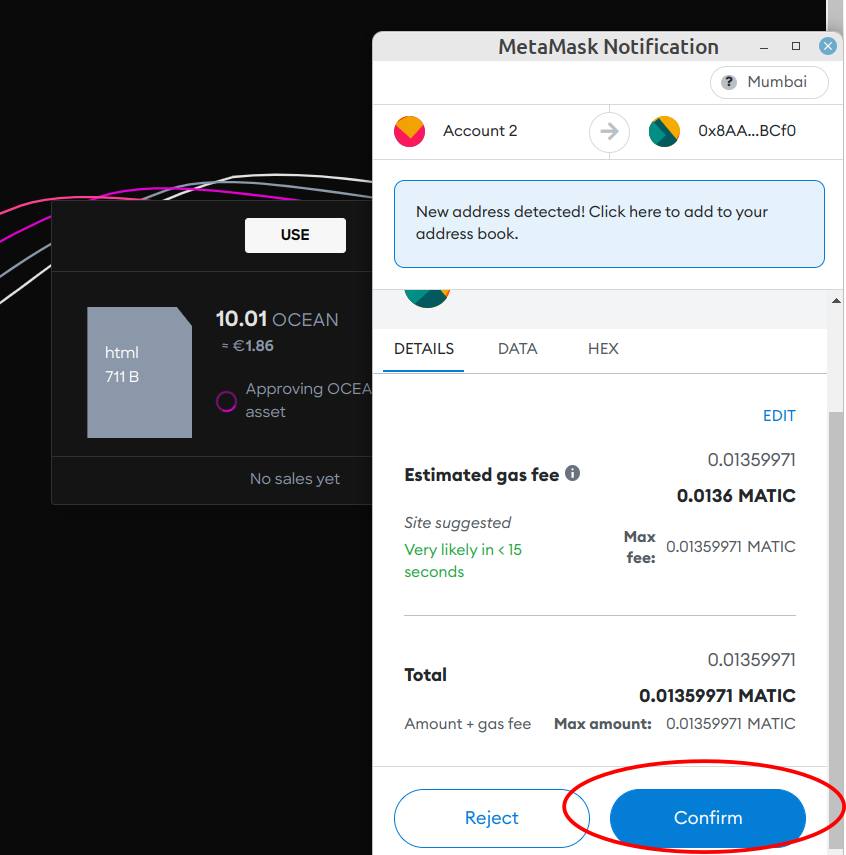 MetaMask Notification
? Mumbai
Account 2
0x8AA...BCf0
New address detected! Click here to add to your
address book.
USE
html
711 B
10.01 OCEAN
≈ €1.86
Approving OCEA
asset
No sales yet
DETAILS
DATA
HEX
EDIT
Estimated gas fee
0.01359971
0.0136 MATIC
Site suggested
Very likely in < 15
seconds
Max
fee:
0.01359971 MATIC
Total
0.01359971
0.01359971 MATIC
Amount + gas fee
Max amount: 0.01359971 MATIC
Reject
Confirm